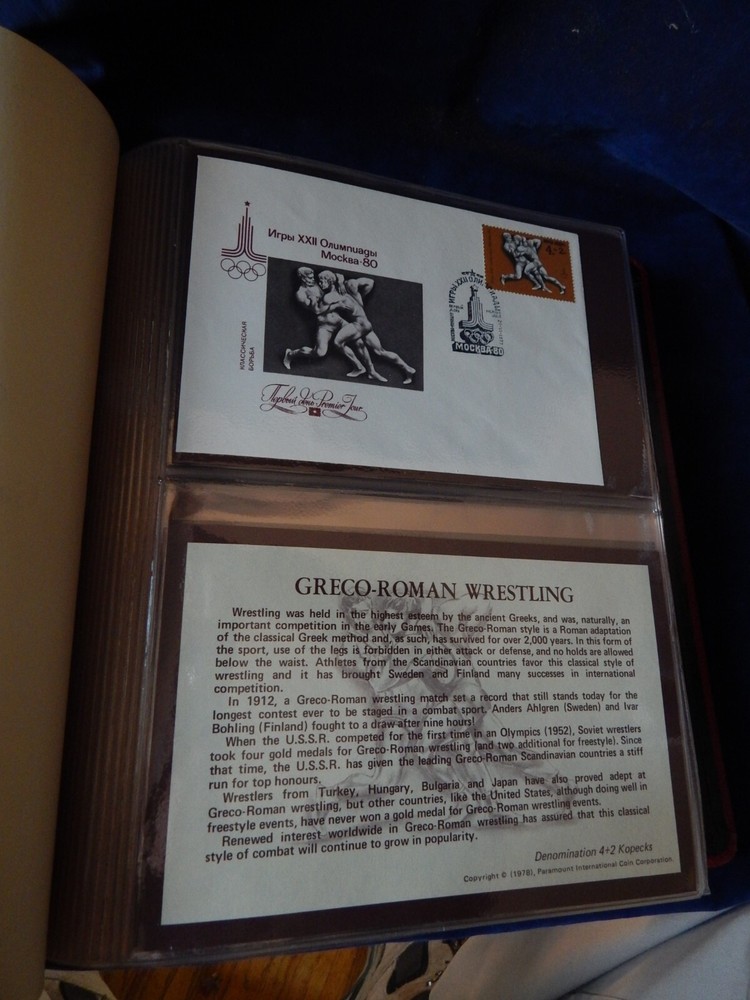 Игры XXII Олимпиады
Москва·80
4+2
ИГРЫ XXII ОЛИМПИАДЫ
МОСКВА·80
КЛАССИЧЕСКАЯ
БОРЬБА
Первый день Premier Jour
GRECO-ROMAN WRESTLING
Wrestling was held in the highest esteem by the ancient Greeks, and was, naturally, an
important competition in the early Games. The Greco-Roman style is a Roman adaptation
of the classical Greek method and, as such, has survived for over 2,000 years. In this form of
the sport, use of the legs is forbidden in either attack or defense, and no holds are allowed
below the waist. Athletes from the Scandinavian countries favor this classical style of
wrestling and it has brought Sweden and Finland many successes in international
competition.
In 1912, a Greco-Roman wrestling match set a record that still stands today for the
longest contest ever to be staged in a combat sport. Anders Ahlgren (Sweden) and Ivar
Bohling (Finland) fought to a draw after nine hours!
When the U.S.S.R. competed for the first time in an Olympics (1952), Soviet wrestlers
took four gold medals for Greco-Roman wrestling (and two additional for freestyle). Since
that time, the U.S.S.R. has given the leading Greco-Roman Scandinavian countries a stiff
run for top honours.
Wrestlers from Turkey, Hungary, Bulgaria and Japan have also proved adept at
Greco-Roman wrestling, but other countries, like the United States, although doing well in
freestyle events, have never won a gold medal for Greco-Roman wrestling events.
Renewed interest worldwide in Greco-Roman wrestling has assured that this classical
style of combat will continue to grow in popularity.
Denomination 4+2 Kopecks
Copyright © (1976), Paramount International Coin Corporation.